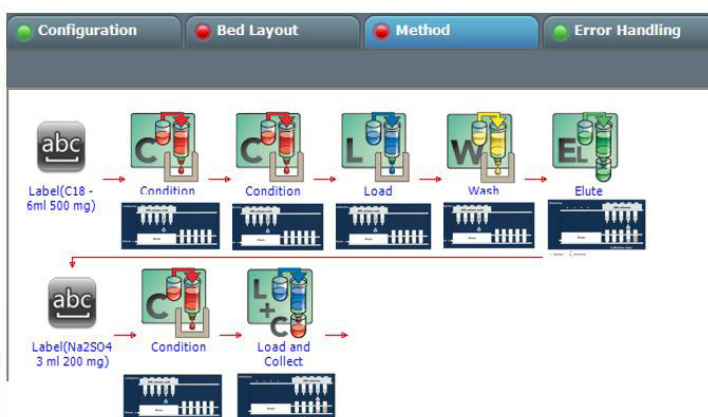 Configuration
Bed Layout
Method
Error Handling
abc
C
C
L
W
EL
Label(C18 -
6ml 500 mg)
Condition
Condition
Load
Wash
Elute
abc
C
L
+
C
Label(Na2SO4
3 ml 200 mg)
Condition
Load and
Collect